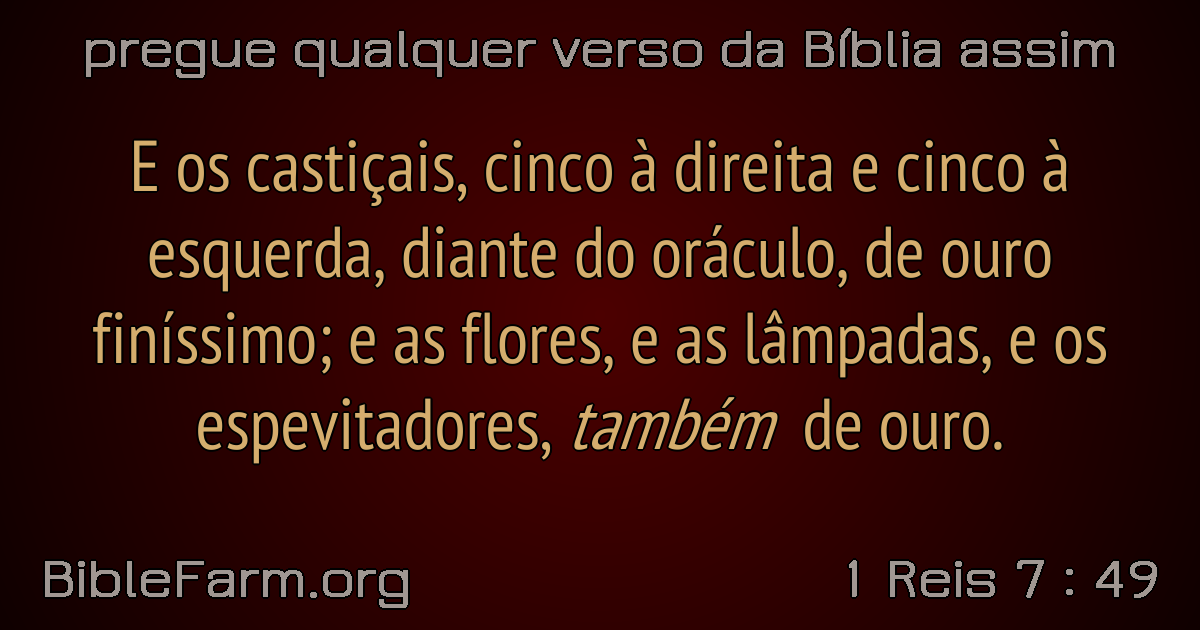 pregue qualquer verso da Bíblia assim
E os castiçais, cinco à direita e cinco à
esquerda, diante do oráculo, de ouro
finíssimo; e as flores, e as lâmpadas, e os
espevitadores, também de ouro.
BibleFarm.org
1 Reis 7 : 49